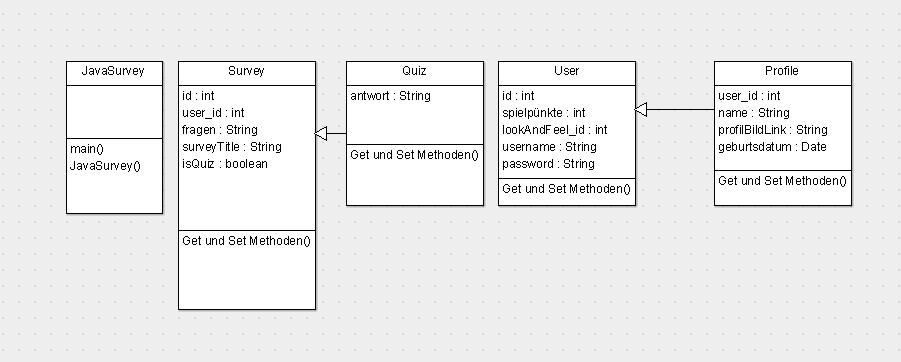 JavaSurvey
main()
JavaSurvey()
Survey
id : int
user_id : int
fragen : String
surveyTitle : String
isQuiz : boolean
Get und Set Methoden()
Quiz
antwort : String
Get und Set Methoden()
User
id : int
spielpünkte : int
lookAndFeel_id : int
username : String
password : String
Get und Set Methoden()
Profile
user_id : int
name : String
profilBildLink : String
geburtsdatum : Date
Get und Set Methoden()